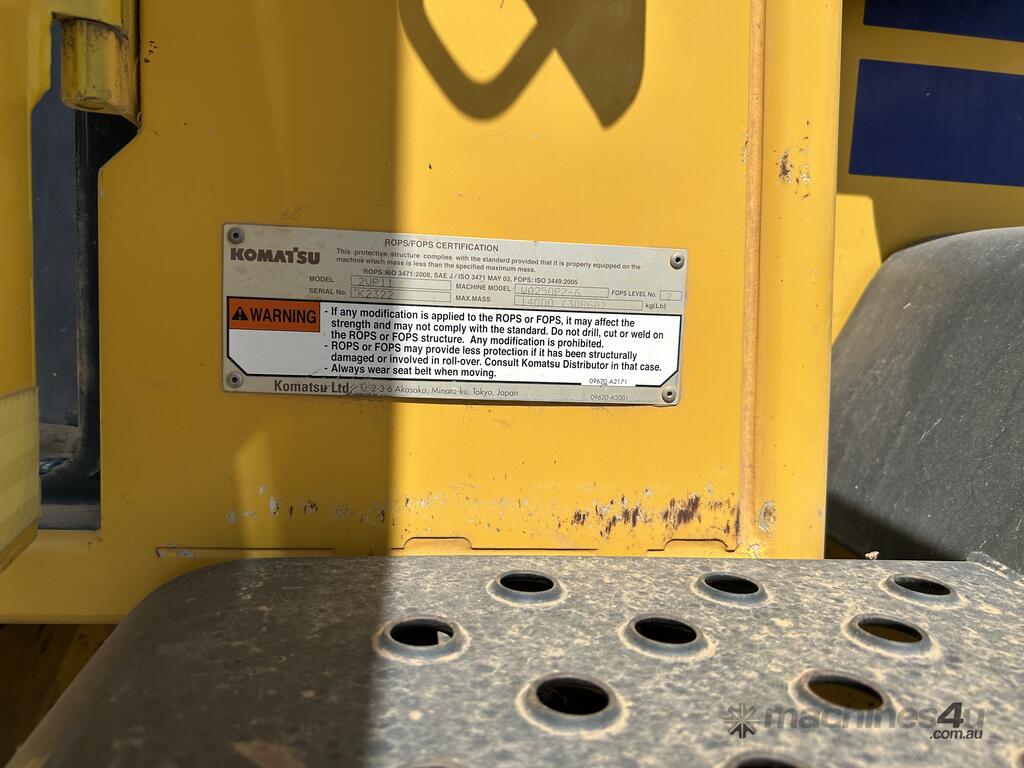 ROPS/FOPS CERTIFICATION
KOMATSU
This protective structure complies with the standard provided that it is properly equipped on the
machine which mass is less than the specified maximum mass.
ROPS:ISO 3471:2008, SAE J / ISO 3471 MAY 03, FOPS: ISO 3449:2005
MODEL 2UP11 MACHINE MODEL WA250PZ-6 FOPS LEVEL No. 2
SERIAL No. K2322 MAX.MASS 14000 (30860) kg(Lb)
WARNING
- If any modification is applied to the ROPS or FOPS, it may affect the
strength and may not comply with the standard. Do not drill, cut or weld on
the ROPS or FOPS structure. Any modification is prohibited.
- ROPS or FOPS may provide less protection if it has been structurally
damaged or involved in roll-over. Consult Komatsu Distributor in that case.
- Always wear seat belt when moving.
09620-A2171
Komatsu Ltd. 2-3-6 Akasaka, Minato-ku, Tokyo, Japan
09620-A2001
machines4u
.com.au